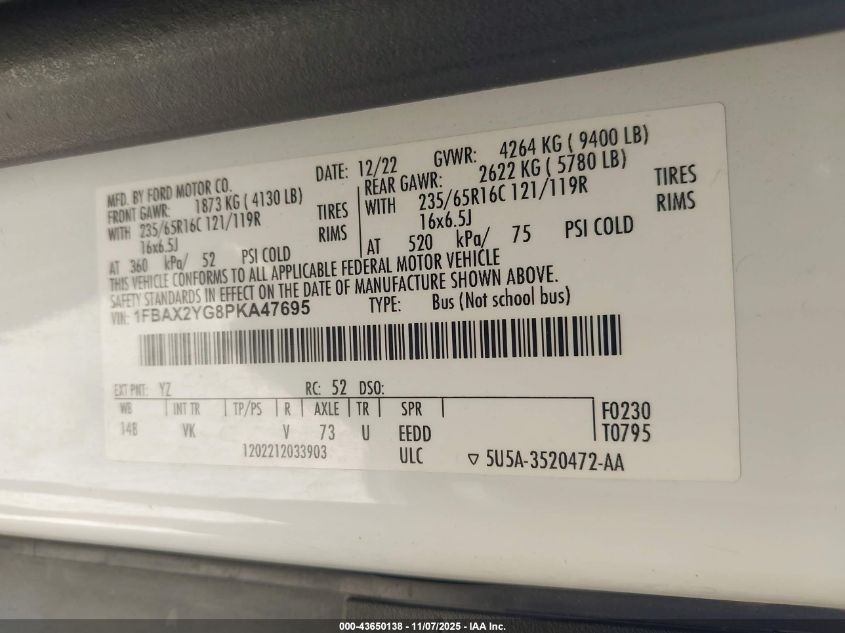 MFD. BY FORD MOTOR CO.
DATE: 12/22
GVWR: 4264 KG ( 9400 LB)
FRONT GAWR: 1873 KG ( 4130 LB)
WITH 235/65R16C 121/119R TIRES
16x6.5J RIMS
AT 360 kPa/ 52 PSI COLD
REAR GAWR: 2622 KG ( 5780 LB)
WITH 235/65R16C 121/119R TIRES
16x6.5J RIMS
AT 520 kPa/ 75 PSI COLD
THIS VEHICLE CONFORMS TO ALL APPLICABLE FEDERAL MOTOR VEHICLE
SAFETY STANDARDS IN EFFECT ON THE DATE OF MANUFACTURE SHOWN ABOVE.
VIN: 1FBAX2YG8PKA47695
TYPE: Bus (Not school bus)
EXT PNT: YZ RC: 52 DSO:
WB INT TR TP/PS R AXLE TR SPR
148 VK V 73 U EEDD
F0230
T0795
1202212033903 ULC
5U5A-3520472-AA
000-43650138 - 11/07/2025 - IAA Inc.